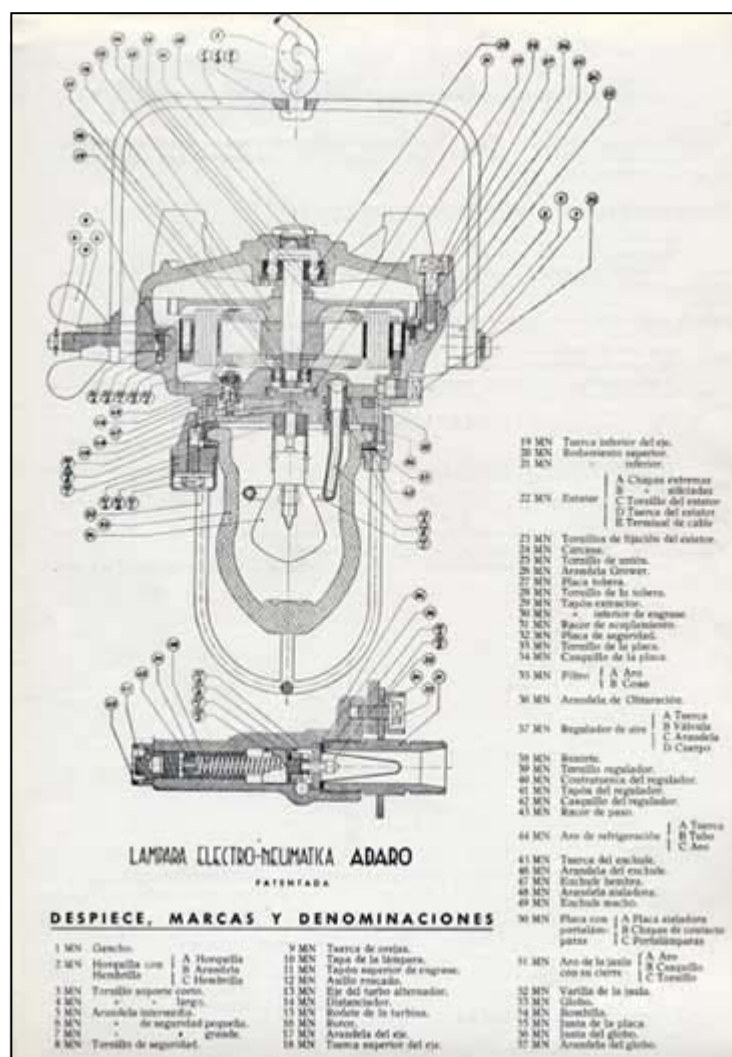 LAMPARA ELECTRO-NEUMATICA ADARO
PATENTADA
DESPIECE, MARCAS Y DENOMINACIONES
1 MN Gancho.
2 MN Horquilla con Hembrilla
A Horquilla
B Arandela
C Hembrilla
3 MN Tornillo soporte corto.
4 MN " " largo.
5 MN Arandela intermedia.
6 MN " de seguridad pequeña.
7 MN " " " grande.
8 MN Tornillo de seguridad.
9 MN Tuerca de orejas.
10 MN Tapa de la lámpara.
11 MN Tapón superior de engrase.
12 MN Anillo roscado.
13 MN Eje del turbo alternador.
14 MN Distanciador.
15 MN Rodete de la turbina.
16 MN Rotor.
17 MN Arandela del eje.
18 MN Tuerca superior del eje.
19 MN Tuerca inferior del eje.
20 MN Rodamiento superior.
21 MN " inferior.
22 MN Estator
A Chapas extremas
B " siliciadas
C Tornillo del estator
D Tuerca del estator
E Terminal de cable
23 MN Tornillos de fijación del estator.
24 MN Carcasa.
25 MN Tornillo de unión.
26 MN Arandela Grower.
27 MN Placa tobera.
28 MN Tornillo de la tobera.
29 MN Tapón extractor.
30 MN " inferior de engrase.
31 MN Racor de acoplamiento.
32 MN Placa de seguridad.
33 MN Tornillo de la placa.
34 MN Casquillo de la placa.
35 MN Filtro
A Aro
B Cono
36 MN Arandela de Obturación.
37 MN Regulador de aire
A Tuerca
B Válvula
C Arandela
D Cuerpo
38 MN Resorte.
39 MN Tornillo regulador.
40 MN Contratuerca del regulador.
41 MN Tapón del regulador.
42 MN Casquillo del regulador.
43 MN Racor de paso.
44 MN Aro de refrigeración
A Tuerca
B Tubo
C Aro
45 MN Tuerca del enchufe.
46 MN Arandela del enchufe.
47 MN Enchufe hembra.
48 MN Arandela aisladora.
49 MN Enchufe macho.
50 MN Placa con portalámparas
A Placa aisladora
B Chapas de contacto
C Portalámparas
51 MN Aro de la jaula con su cierre
A Aro
B Casquillo
C Tornillo
52 MN Varilla de la jaula.
53 MN Globo.
54 MN Bombilla.
55 MN Junta de la placa.
56 MN Junta del globo.
57 MN Arandela del globo.